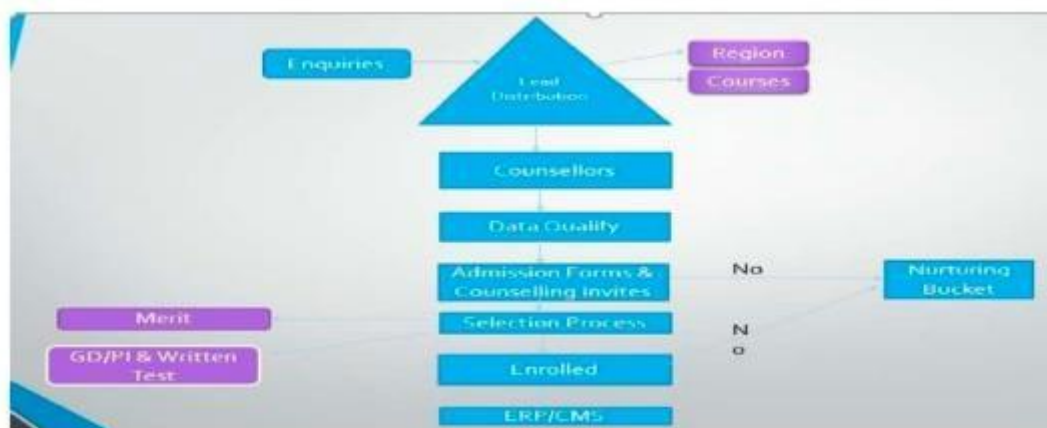 Enquiries
Region
Courses
Lead
Distribution
Counsellors
Data Qualify
Admission Forms &
Counselling Invites
No
Nurturing
Bucket
Merit
Selection Process
N
o
GD/PI & Written
Test
Enrolled
ERP/CMS